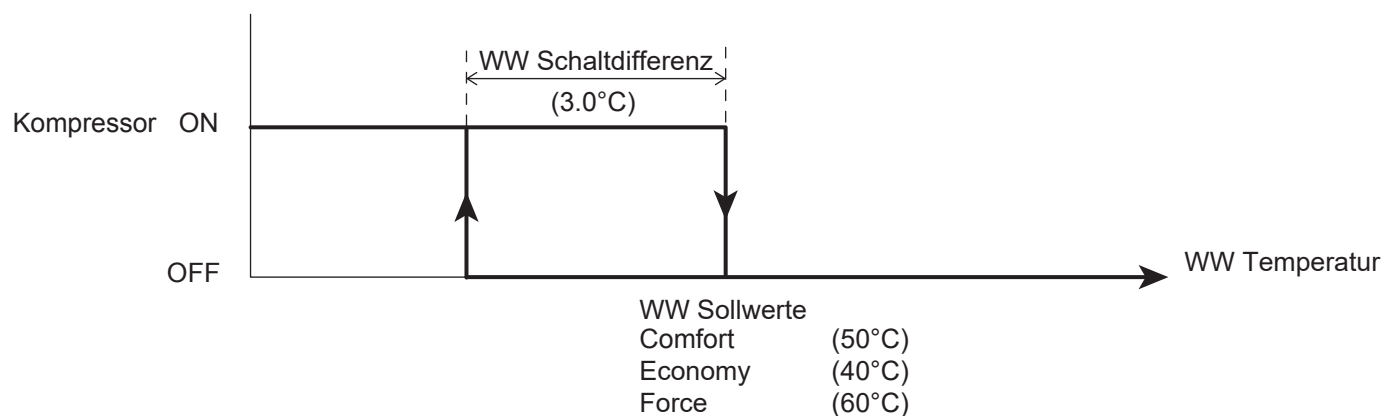 WW Schaltdifferenz
(3.0°C)
Kompressor ON
OFF
WW Temperatur
WW Sollwerte
Comfort (50°C)
Economy (40°C)
Force (60°C)